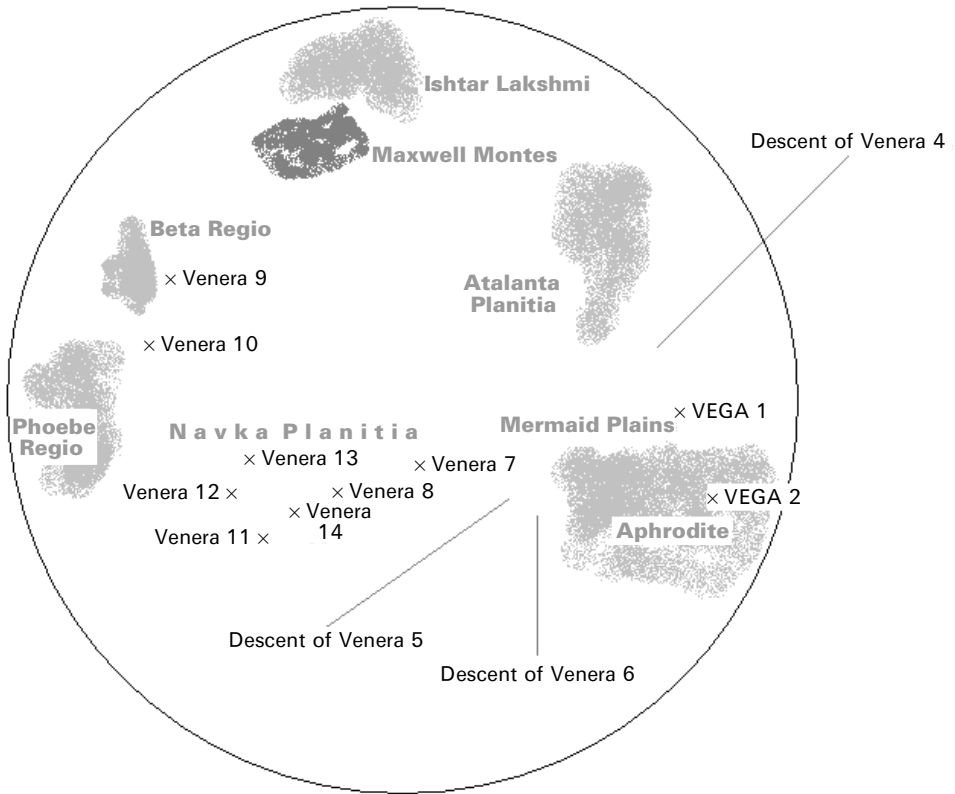 Ishtar Lakshmi
Descent of Venera 4
Maxwell Montes
Beta Regio
× Venera 9
Atalanta
Planitia
× Venera 10
VEGA 1
Phoebe
Regio
Mermaid Plains
Navka Planitia
× Venera 13
× Venera 7
Venera 12 ×
× Venera 8
× VEGA 2
× Venera
14
Venera 11 ×
Aphrodite
Descent of Venera 5
Descent of Venera 6